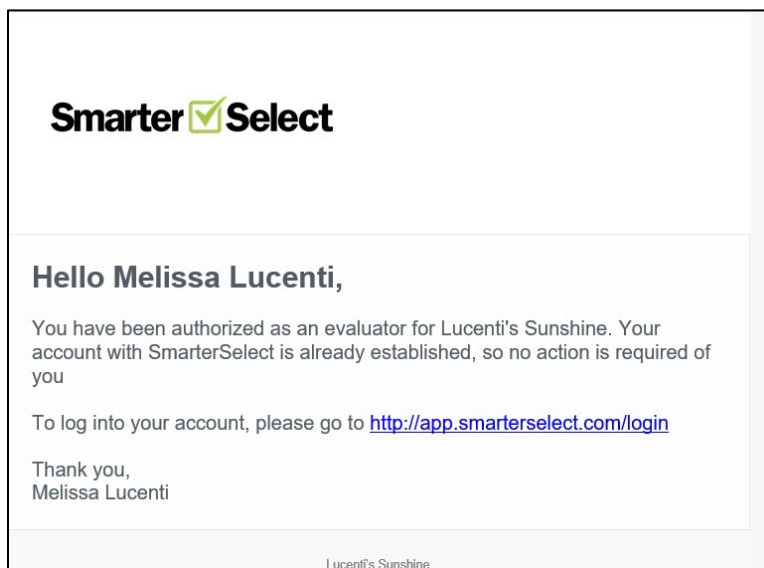 Smarter Select
Hello Melissa Lucenti,
You have been authorized as an evaluator for Lucenti's Sunshine. Your
account with SmarterSelect is already established, so no action is required of
you
To log into your account, please go to http://app.smarterselect.com/login
Thank you,
Melissa Lucenti
Lucenti's Sunshine